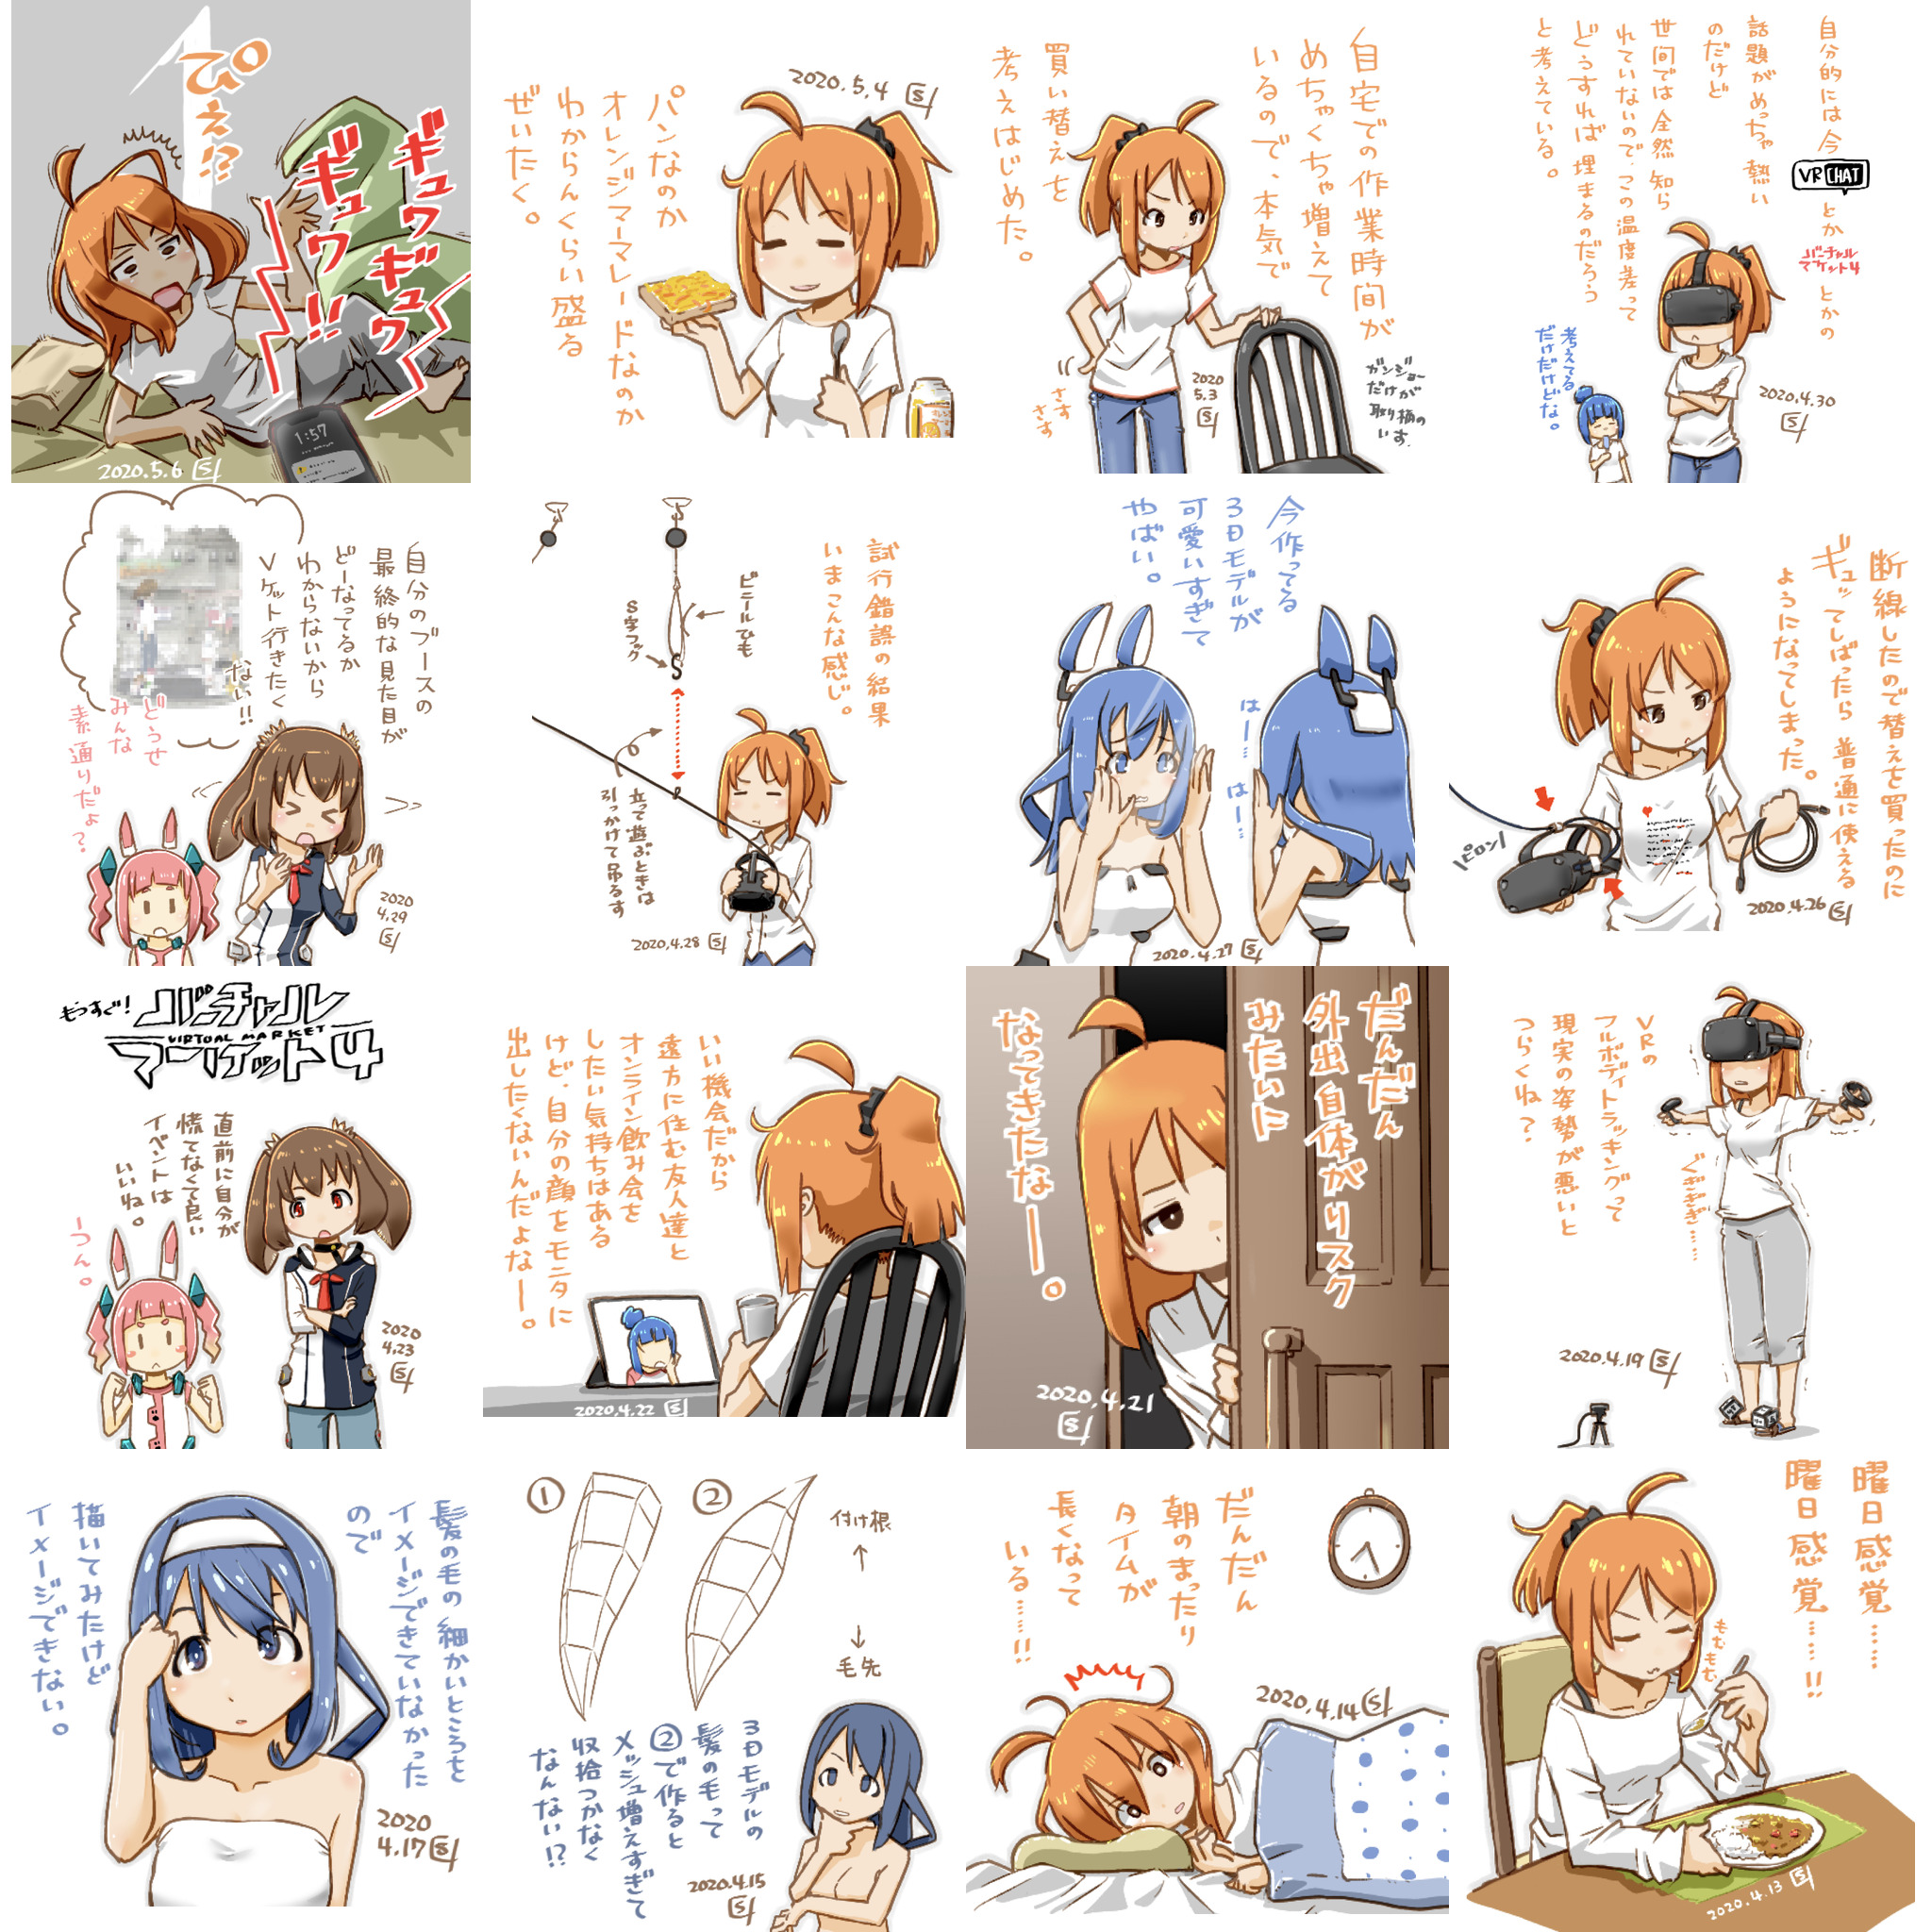 ぴえ!?
ギュワギュワ
ギュワ!!
1:57
2020.5.6
2020.5.4
パンなのか
オレンジマーマレードなのか
わからんくらい盛る
ぜいたく。
自宅での作業時間が
めちゃくちゃ増えて
いるので、本気で
買い替えを
考えはじめた。
さす
さす
2020
5.3
ガンジョー
だけが
取り柄の
いす。
自分的には今
VRCHAT
とか
バーチャル
マーケット4
とかの
話題がめっちゃ熱い
のだけど
世間では全然知ら
れていないので、この温度差って
どうすれば埋まるのだろう
と考えている。
考えてる
だけだけどな。
2020.4.30
自分のブースの
最終的な見た目が
どーなってるか
わからないから
Vケット行きたく
ない!!
どうせ
みんな
素通りだよ?
2020
4.29
試行錯誤の結果
いまこんな感じ。
ビニールひも
S字フック
立って遊ぶときは
引っかけて吊るす
2020.4.28
今作ってる
3Dモデルが
可愛いすぎて
やばい。
はー…
はー…
2020.4.27
断線したので替えを買ったのに
ギュッてしばったら普通に使える
ようになってしまった。
ピロン
2020.4.26
もうすぐ!
バーチャル
VIRTUAL MARKET
マーケット4
直前に自分が
慌てなくて良い
イベントは
いいね。
ーつん。
2020
4.23
いい機会だから
遠方に住む友人達と
オンライン飲み会を
したい気持ちはある
けど、自分の顔をモニタに
出したくないんだよなー。
2020.4.22
だんだん
外出自体がリスク
みたいに
なってきたなー。
2020.4.21
VRの
フルボディトラッキングって
現実の姿勢が悪いと
つらくね?
ぐぎぎぎ……
2020.4.19
髪の毛の細かいところを
イメージできていなかった
ので
描いてみたけど
イメージできない。
2020
4.17
①
②
付け根
毛先
3Dモデルの
髪の毛って
②で作ると
メッシュ増えすぎて
収拾つかなく
なんない!?
2020.4.15
だんだん
朝のまったり
タイムが
長くなって
いる……!!
2020.4.14
曜日感覚……
曜日感覚……!!
もむもむ
2020.4.13